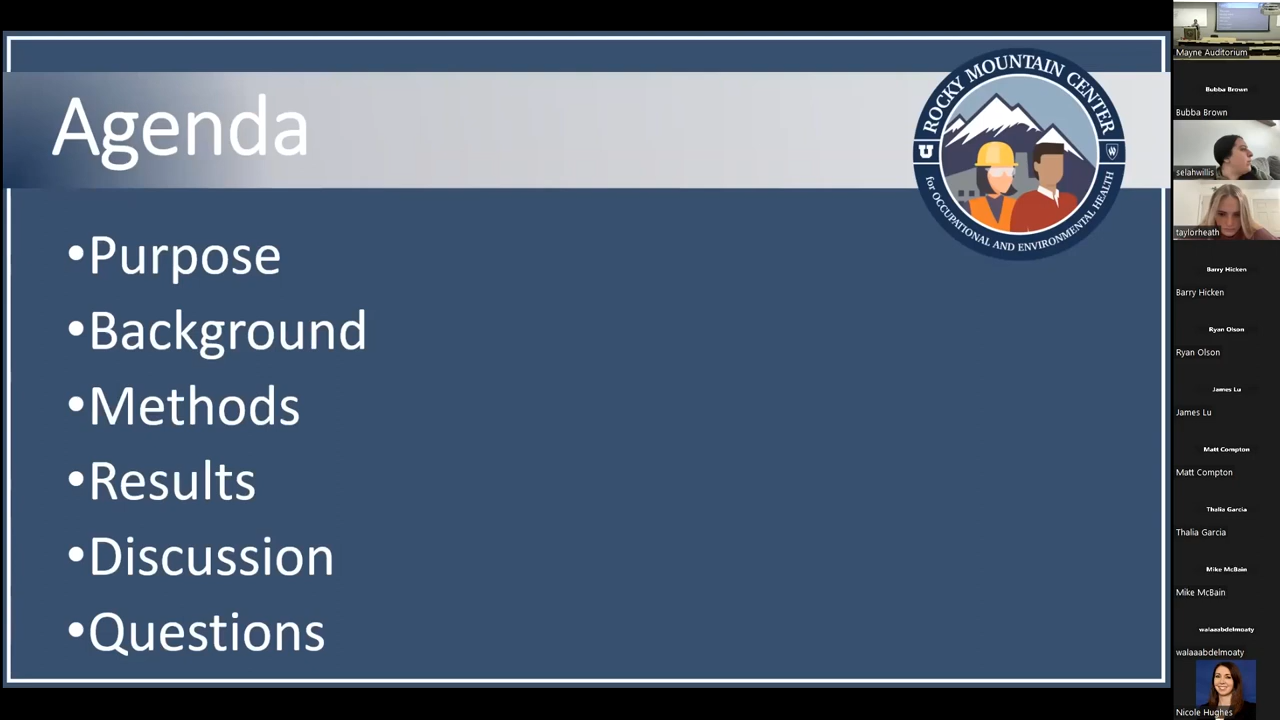 Agenda
ROCKY MOUNTAIN CENTER
U
for OCCUPATIONAL AND ENVIRONMENTAL HEALTH
•Purpose
•Background
•Methods
•Results
•Discussion
•Questions
Mayne Auditorium
Bubba Brown
Bubba Brown
selahwillis
taylorheath
Barry Hicken
Barry Hicken
Ryan Olson
Ryan Olson
James Lu
James Lu
Matt Compton
Matt Compton
Thalia Garcia
Thalia Garcia
Mike McBain
Mike McBain
walaaabdelmoaty
walaaabdelmoaty
Nicole Hughes